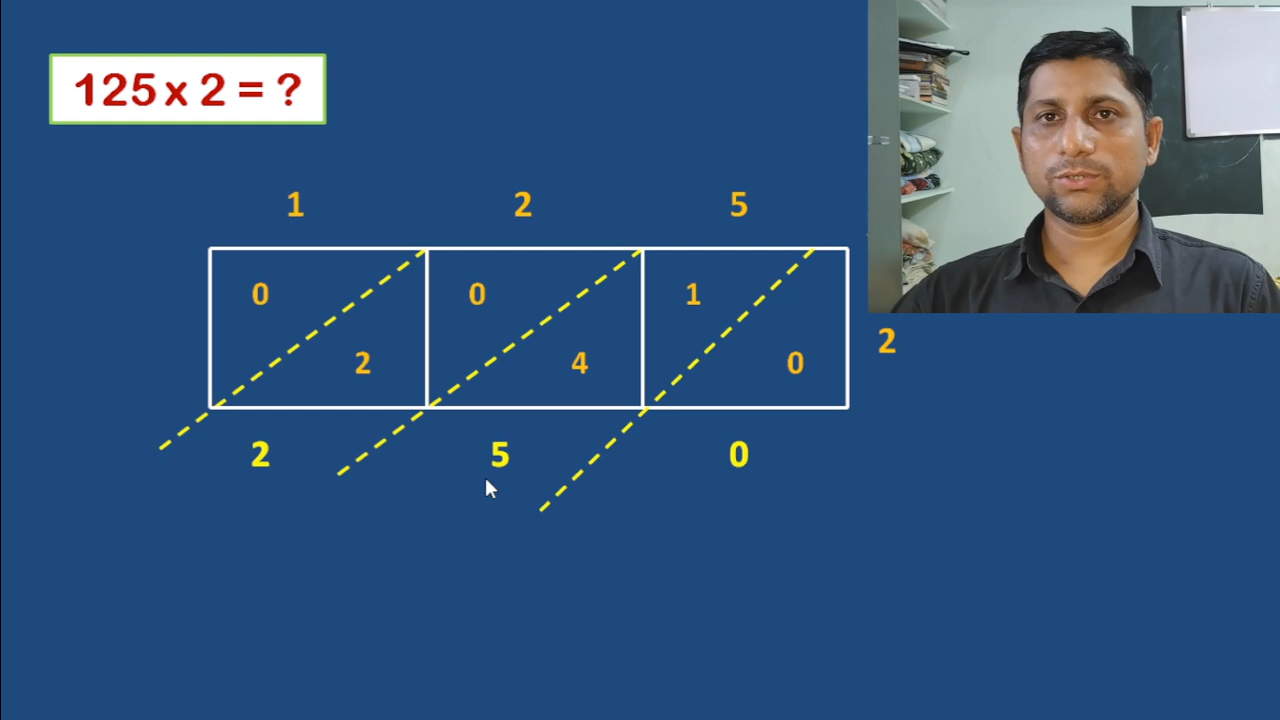 125 x 2 = ?
1 2 5
0 0 1
2
2 4 0
2 5 0